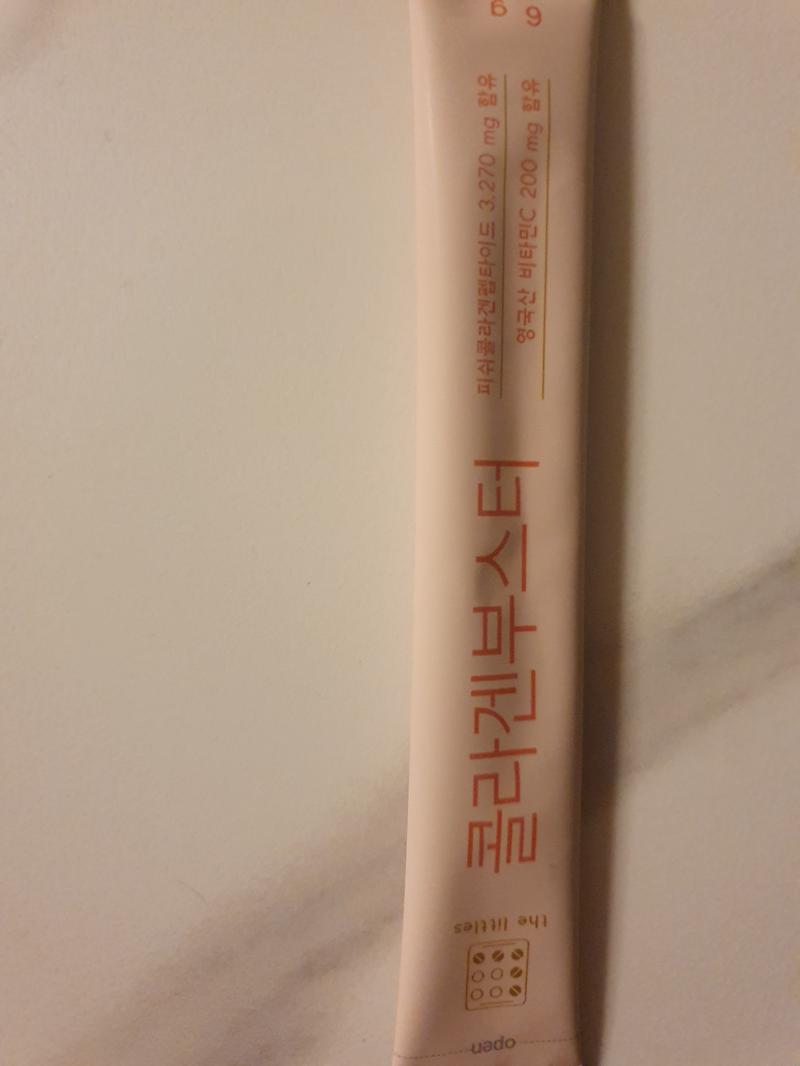 open
the littles
콜라겐부스터
피쉬콜라겐펩타이드 3.270 mg 함유
영국산 비타민C 200 mg 함유